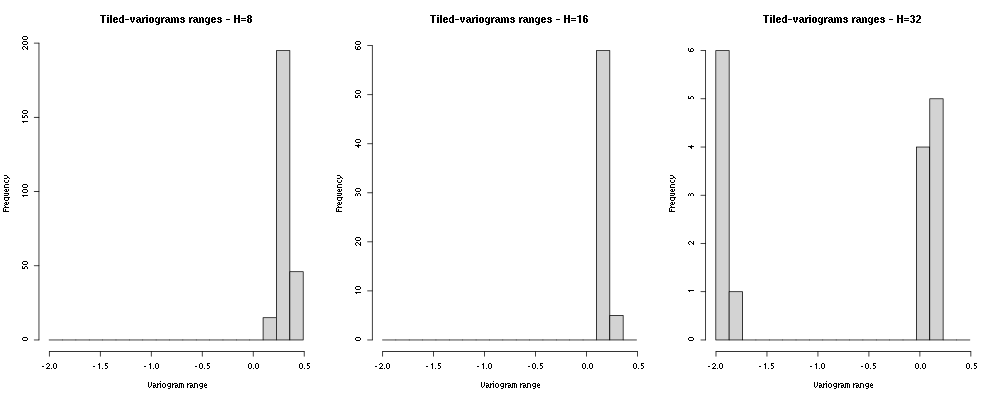 Tiled-variograms ranges - H=8
Frequency
200
150
100
50
0
-2.0 -1.5 -1.0 -0.5 0.0 0.5
Variogram range
Tiled-variograms ranges - H=16
Frequency
60
50
40
30
20
10
0
-2.0 -1.5 -1.0 -0.5 0.0 0.5
Variogram range
Tiled-variograms ranges - H=32
Frequency
6
5
4
3
2
1
0
-2.0 -1.5 -1.0 -0.5 0.0 0.5
Variogram range